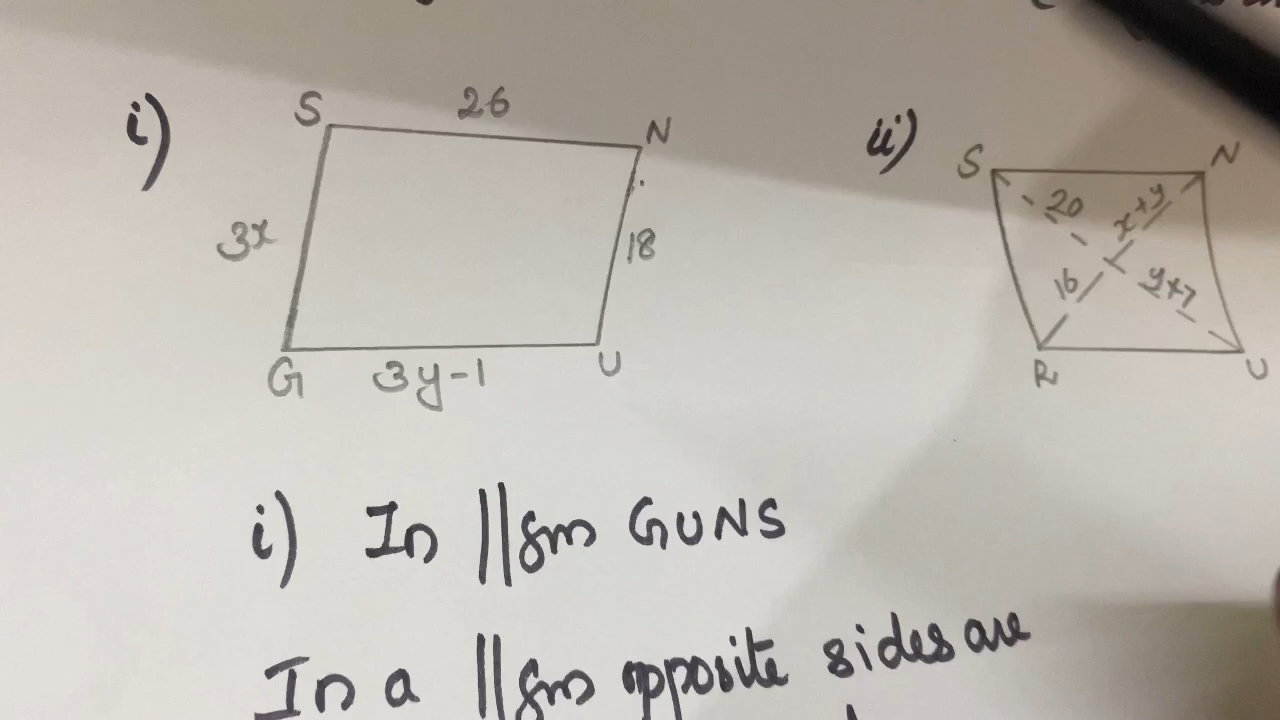 i)
S 26 N
3x 18
G 3y-1 U
ii)
S N
20 x+y
16 y+7
R U
i) In ||gm GUNS
In a ||gm opposite sides are